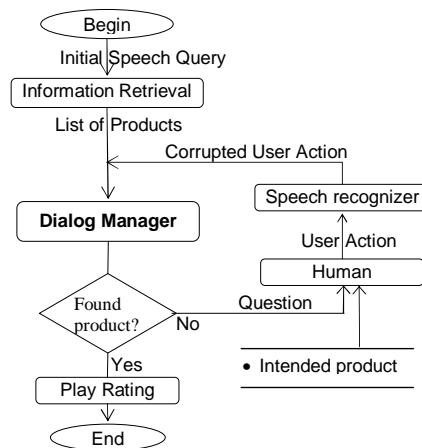 Begin
Initial Speech Query
Information Retrieval
List of Products
Corrupted User Action
Speech recognizer
Dialog Manager
User Action
Human
Found
product?
Question
No
Yes
• Intended product
Play Rating
End